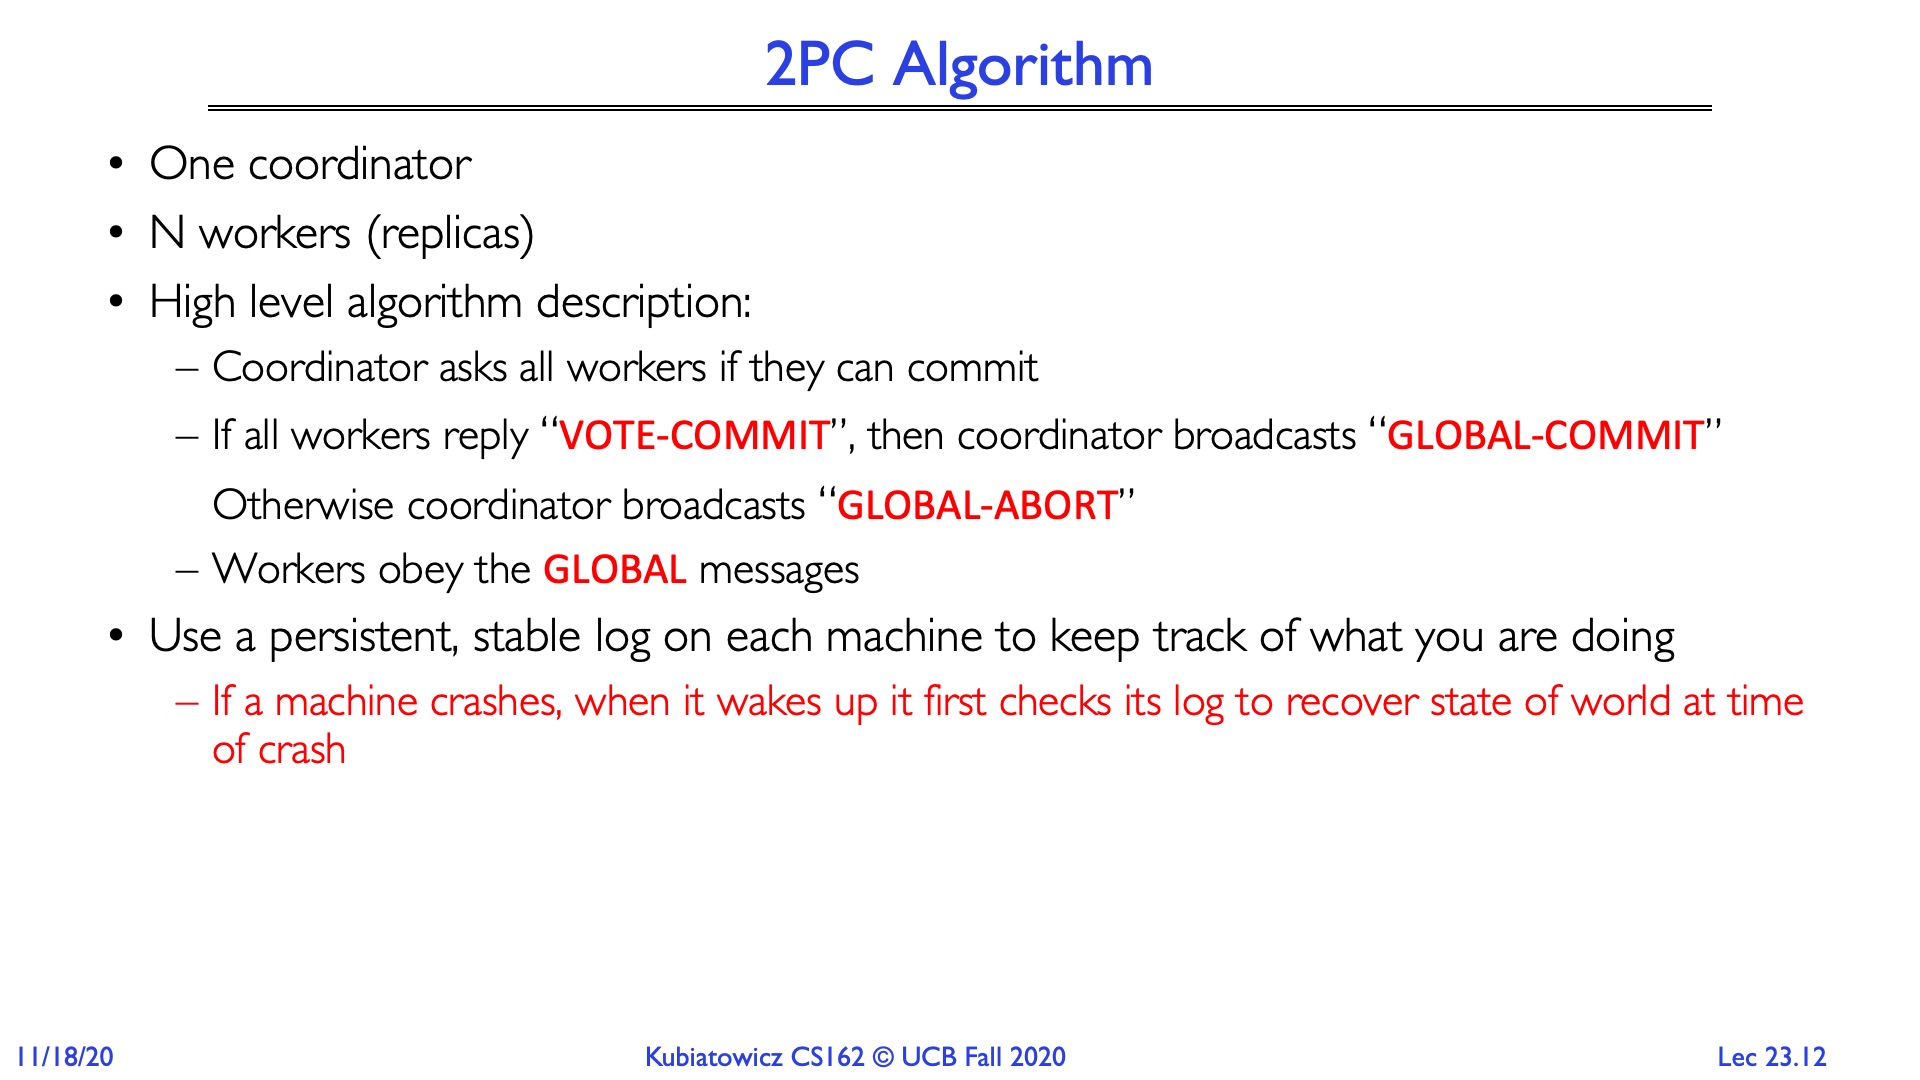 2PC Algorithm
• One coordinator
• N workers (replicas)
• High level algorithm description:
– Coordinator asks all workers if they can commit
– If all workers reply “VOTE-COMMIT”, then coordinator broadcasts “GLOBAL-COMMIT”
Otherwise coordinator broadcasts “GLOBAL-ABORT”
– Workers obey the GLOBAL messages
• Use a persistent, stable log on each machine to keep track of what you are doing
– If a machine crashes, when it wakes up it first checks its log to recover state of world at time
of crash
11/18/20
Kubiatowicz CS162 © UCB Fall 2020
Lec 23.12